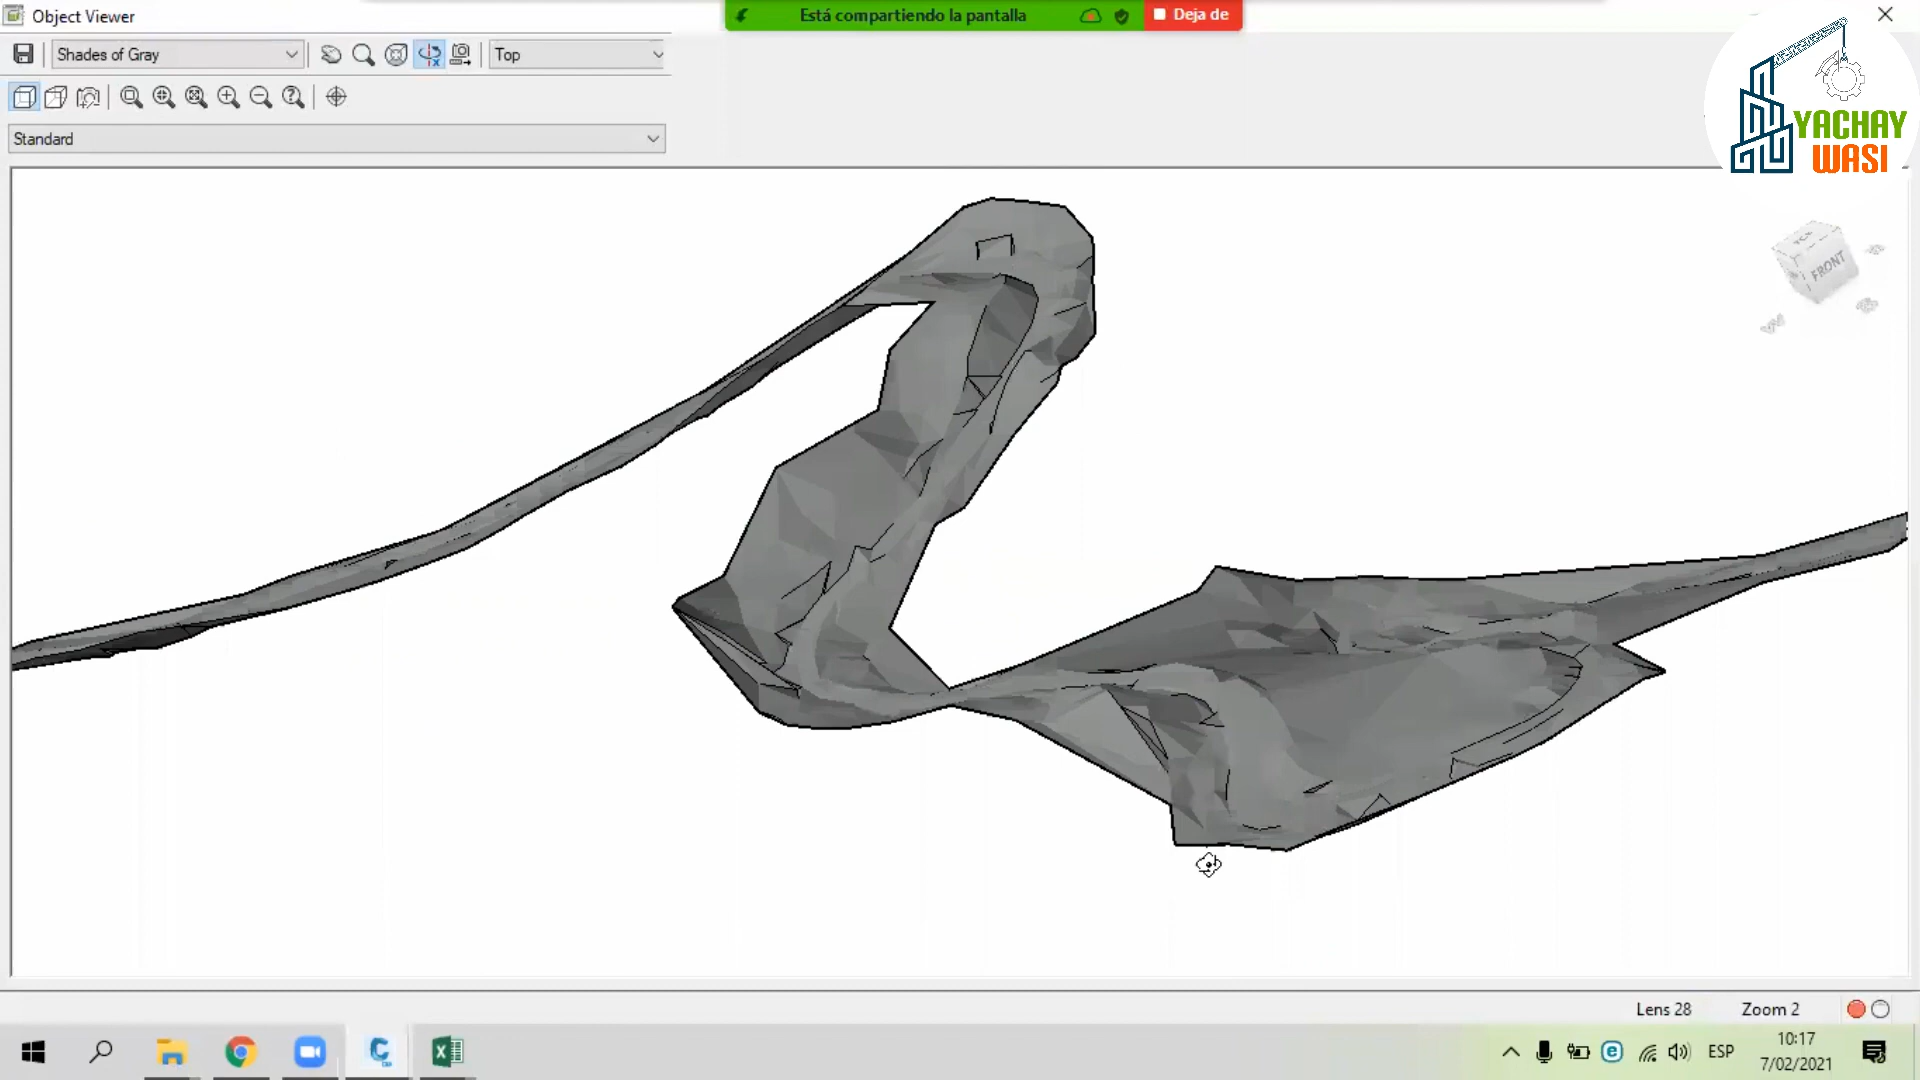 Object Viewer
Está compartiendo la pantalla
Deja de
Shades of Gray
Top
Standard
YACHAY
WASI
FRONT
Lens 28
Zoom 2
ESP
10:17
7/02/2021